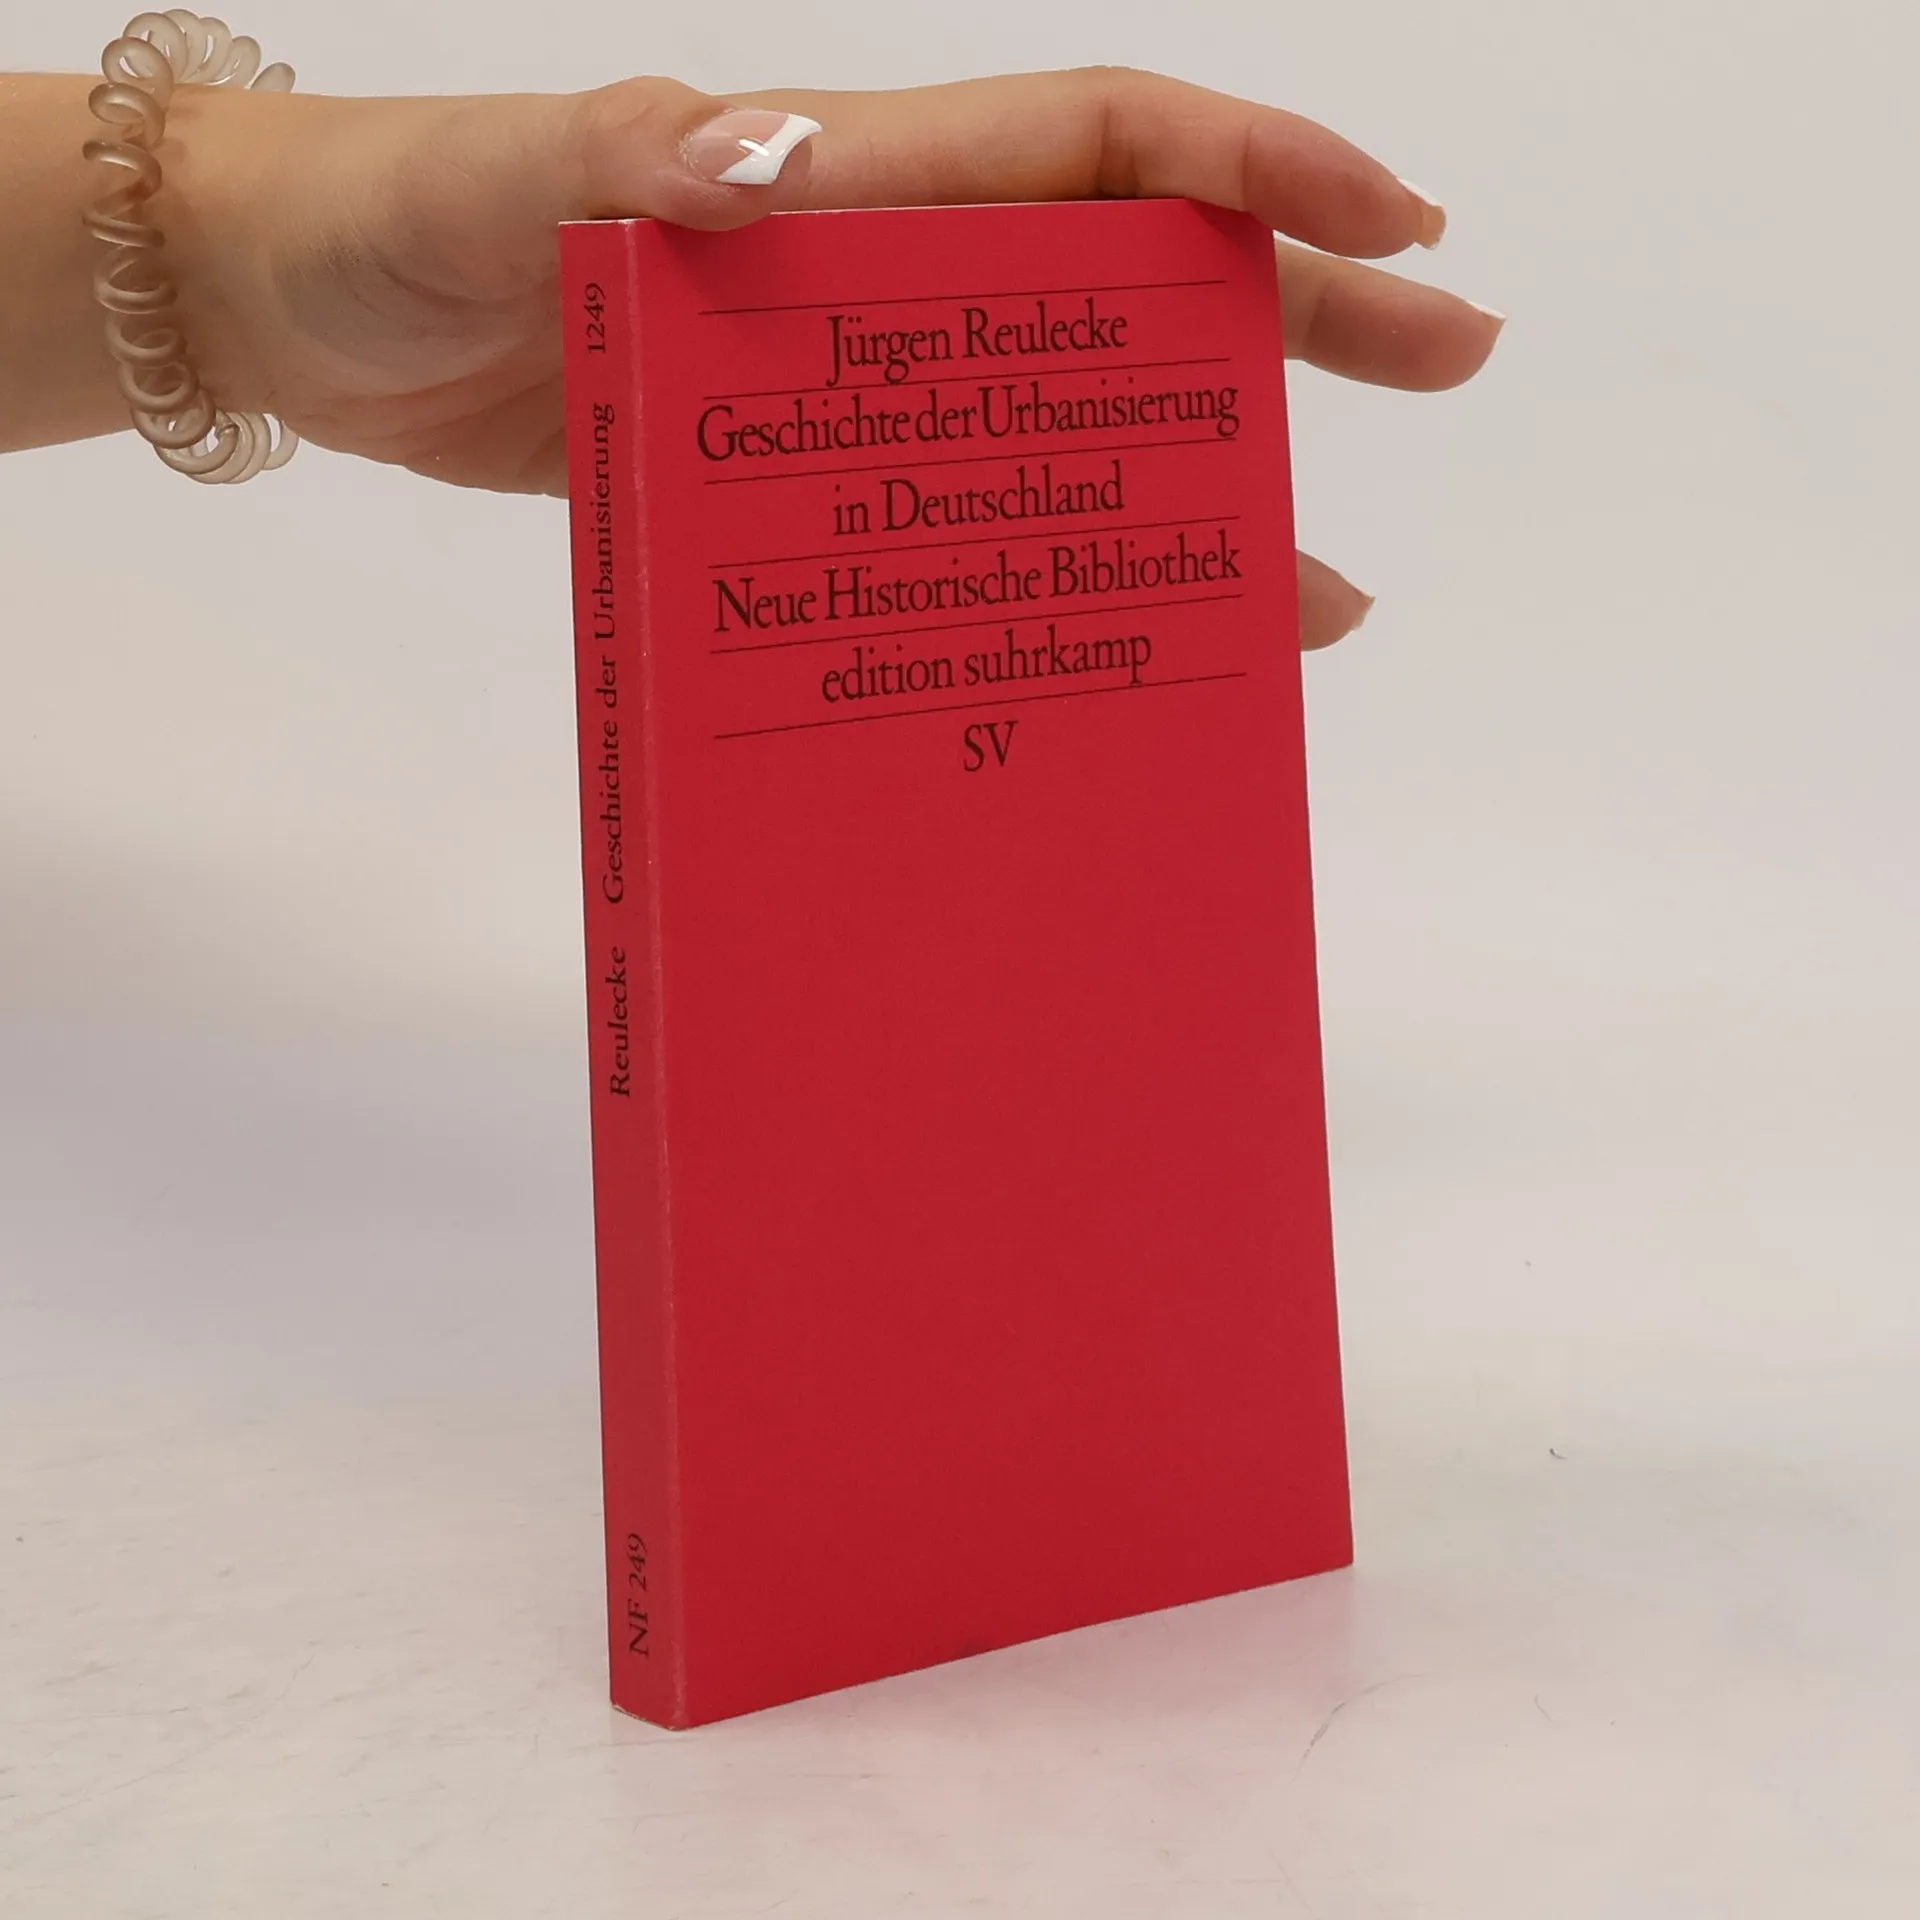 Jürgen Reulecke
Geschichte der Urbanisierung
in Deutschland
Neue Historische Bibliothek
edition suhrkamp
SV
Reulecke Geschichte der Urbanisierung 1249
NF 249